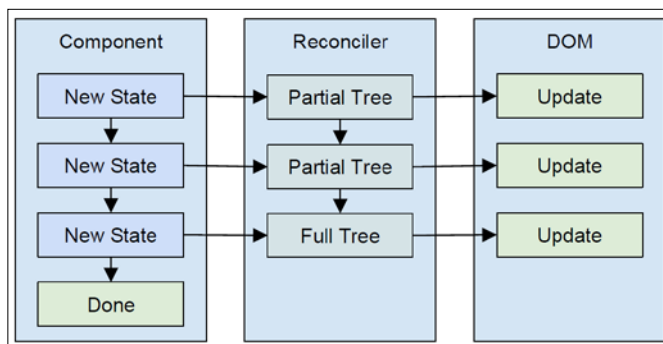 Component
Reconciler
DOM
New State
Partial Tree
Update
New State
Partial Tree
Update
New State
Full Tree
Update
Done